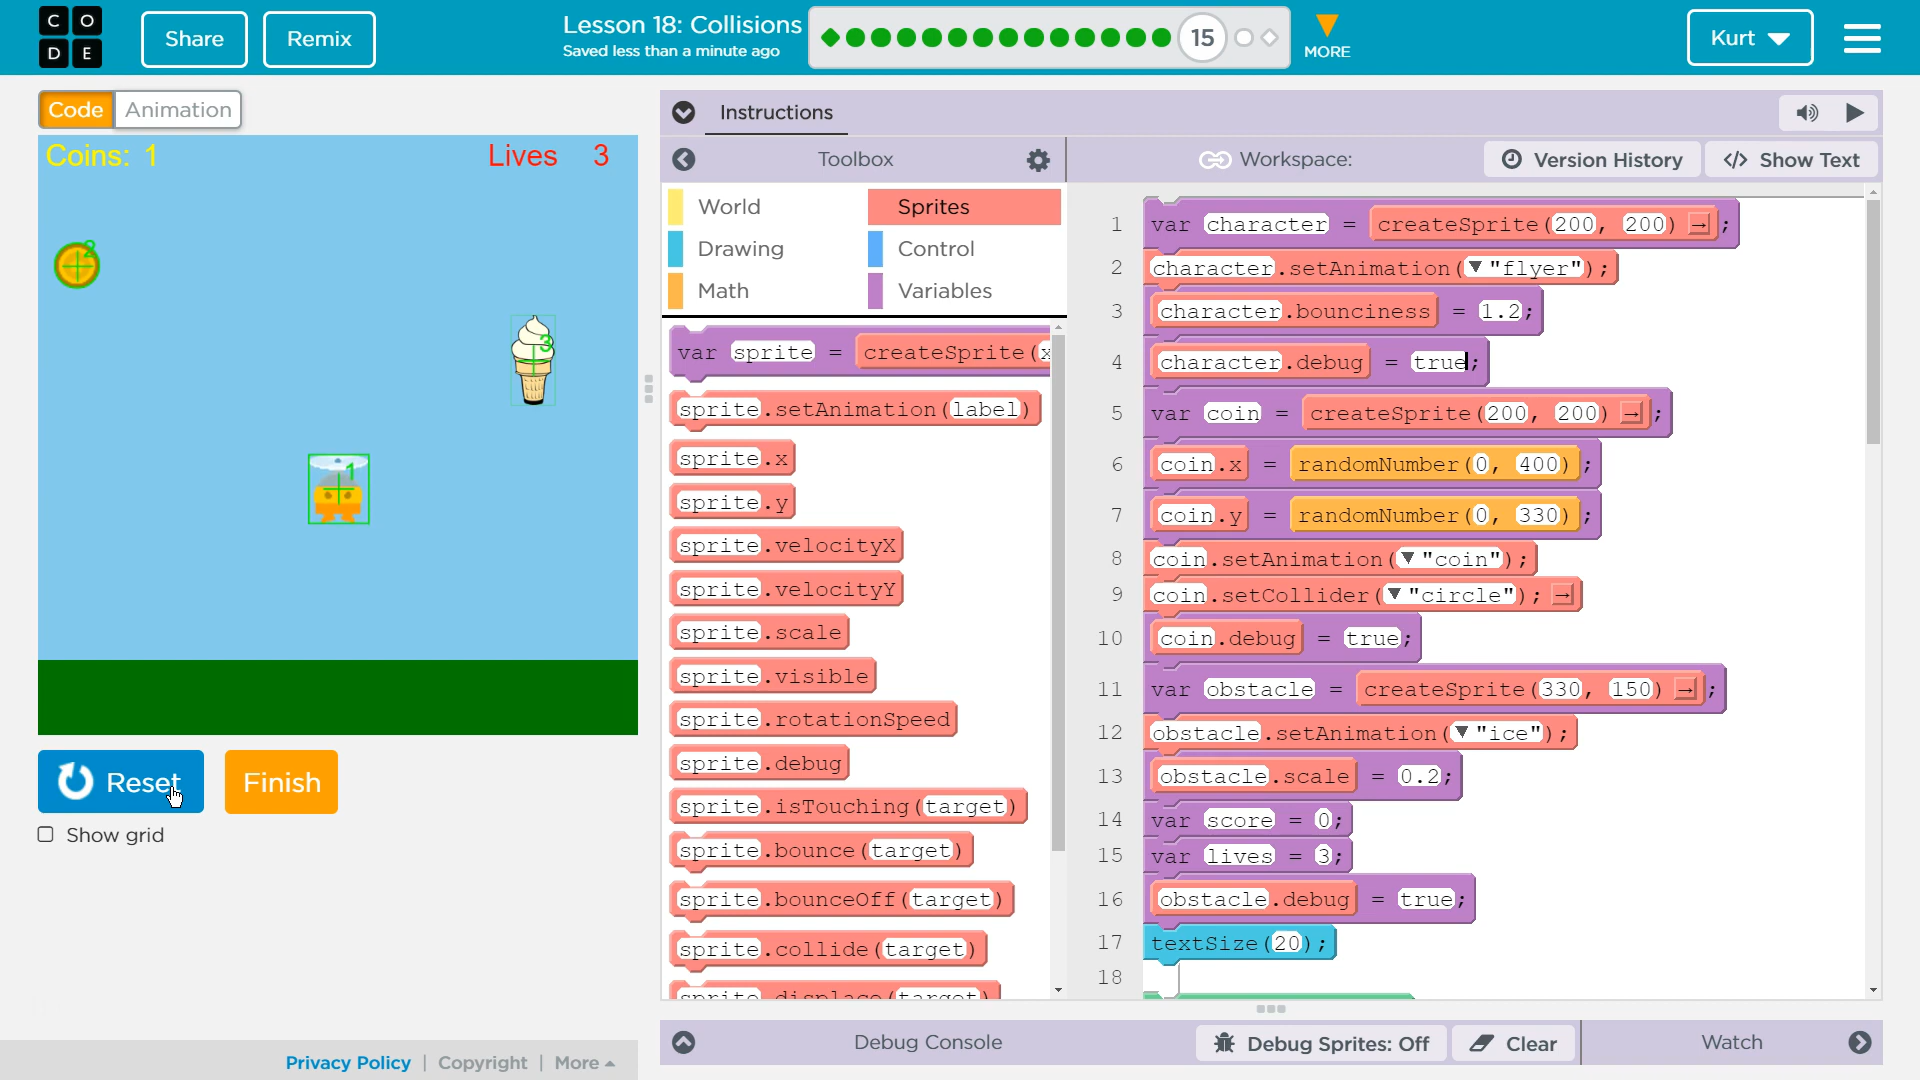 C O
D E
Share
Remix
Lesson 18: Collisions
Saved less than a minute ago
15
MORE
Kurt
Code
Animation
Coins: 1
Lives 3
2
3
1
Reset
Finish
Show grid
Privacy Policy | Copyright | More
Instructions
Toolbox
Workspace:
Version History
</> Show Text
World
Sprites
Drawing
Control
Math
Variables
var sprite = createSprite(x
sprite.setAnimation(label)
sprite.x
sprite.y
sprite.velocityX
sprite.velocityY
sprite.scale
sprite.visible
sprite.rotationSpeed
sprite.debug
sprite.isTouching(target)
sprite.bounce(target)
sprite.bounceOff(target)
sprite.collide(target)
sprite.displace(target)
1 var character = createSprite(200, 200);
2 character.setAnimation("flyer");
3 character.bounciness = 1.2;
4 character.debug = true;
5 var coin = createSprite(200, 200);
6 coin.x = randomNumber(0, 400);
7 coin.y = randomNumber(0, 330);
8 coin.setAnimation("coin");
9 coin.setCollider("circle");
10 coin.debug = true;
11 var obstacle = createSprite(330, 150);
12 obstacle.setAnimation("ice");
13 obstacle.scale = 0.2;
14 var score = 0;
15 var lives = 3;
16 obstacle.debug = true;
17 textSize(20);
18
Debug Console
Debug Sprites: Off
Clear
Watch